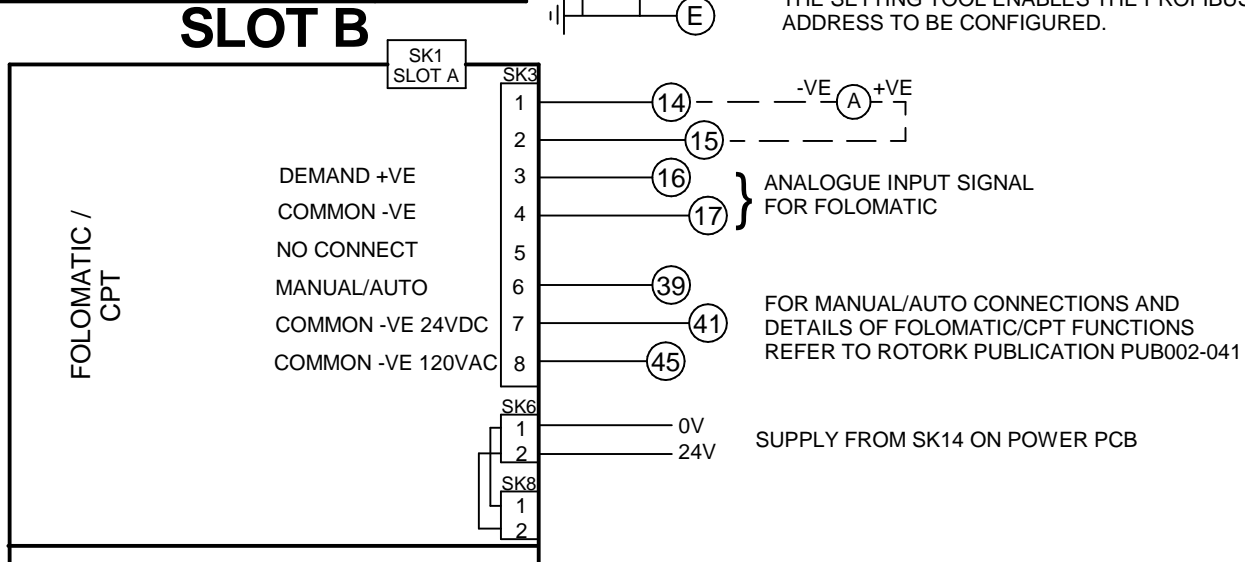 THE SETTING TOOL ENABLES THE PROFIBUS
ADDRESS TO BE CONFIGURED.
E
SLOT B
SK1
SLOT A
SK3
1
14
-VE
A
+VE
2
15
DEMAND +VE
3
16
COMMON -VE
4
17
}
ANALOGUE INPUT SIGNAL
FOR FOLOMATIC
NO CONNECT
5
MANUAL/AUTO
6
39
COMMON -VE 24VDC
7
41
COMMON -VE 120VAC
8
45
FOR MANUAL/AUTO CONNECTIONS AND
DETAILS OF FOLOMATIC/CPT FUNCTIONS
REFER TO ROTORK PUBLICATION PUB002-041
FOLOMATIC /
CPT
SK6
1
0V
2
24V
SUPPLY FROM SK14 ON POWER PCB
SK8
1
2